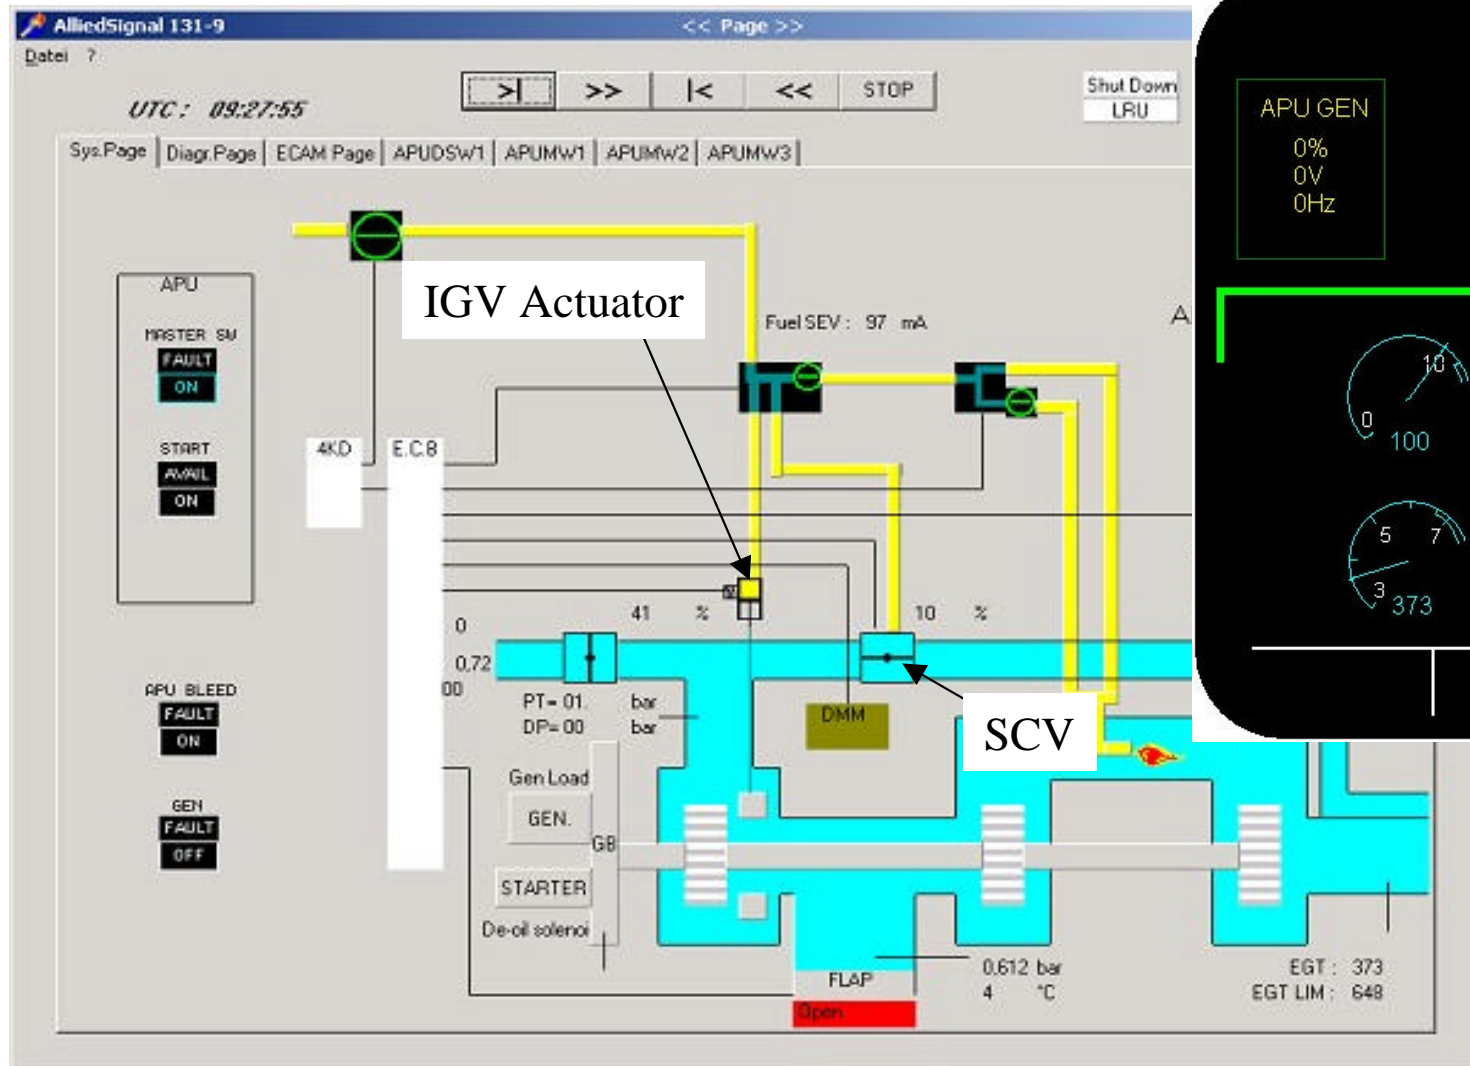 AlliedSignal 131-9
<< Page >>
Datei ?
>| >> |< << STOP
Shut Down
LRU
UTC : 09:27:55
Sys.Page Diagr.Page ECAM Page APUDSW1 APUMW1 APUMW2 APUMW3
APU GEN
0%
0V
0Hz
APU
MASTER SW
FAULT
ON
START
AVAIL
ON
IGV Actuator
Fuel SEV : 97 mA
A
10
0
100
4KD E.C.B
5 7
3
373
41 %
10 %
0
0,72
00
APU BLEED
FAULT
ON
PT= 01. bar
DP= 00 bar
DMM
SCV
Gen Load
GEN.
GB
GEN
FAULT
OFF
STARTER
De-oil solenoi
FLAP
Open
0,612 bar
4 °C
EGT : 373
EGT LIM : 648